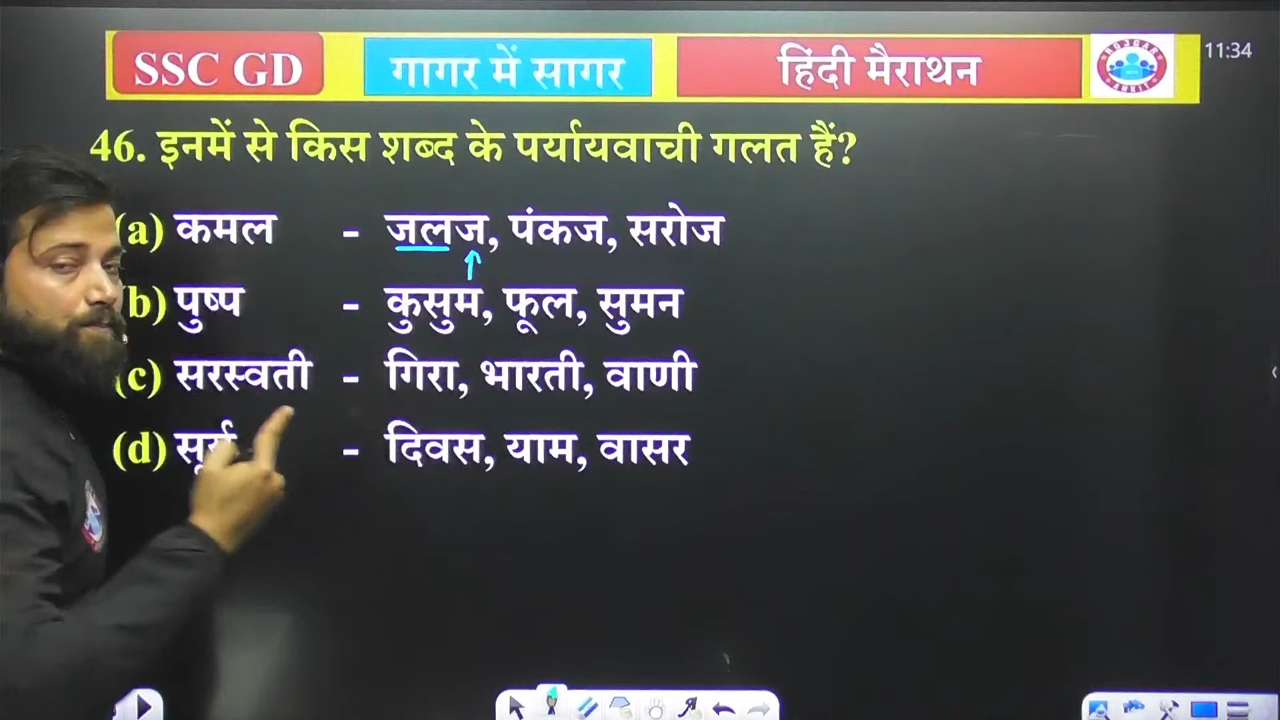 SSC GD गागर में सागर हिंदी मैराथन 11:34
46. इनमें से किस शब्द के पर्यायवाची गलत हैं?
(a) कमल - जलज, पंकज, सरोज
(b) पुष्प - कुसुम, फूल, सुमन
(c) सरस्वती - गिरा, भारती, वाणी
(d) सूर्य - दिवस, याम, वासर